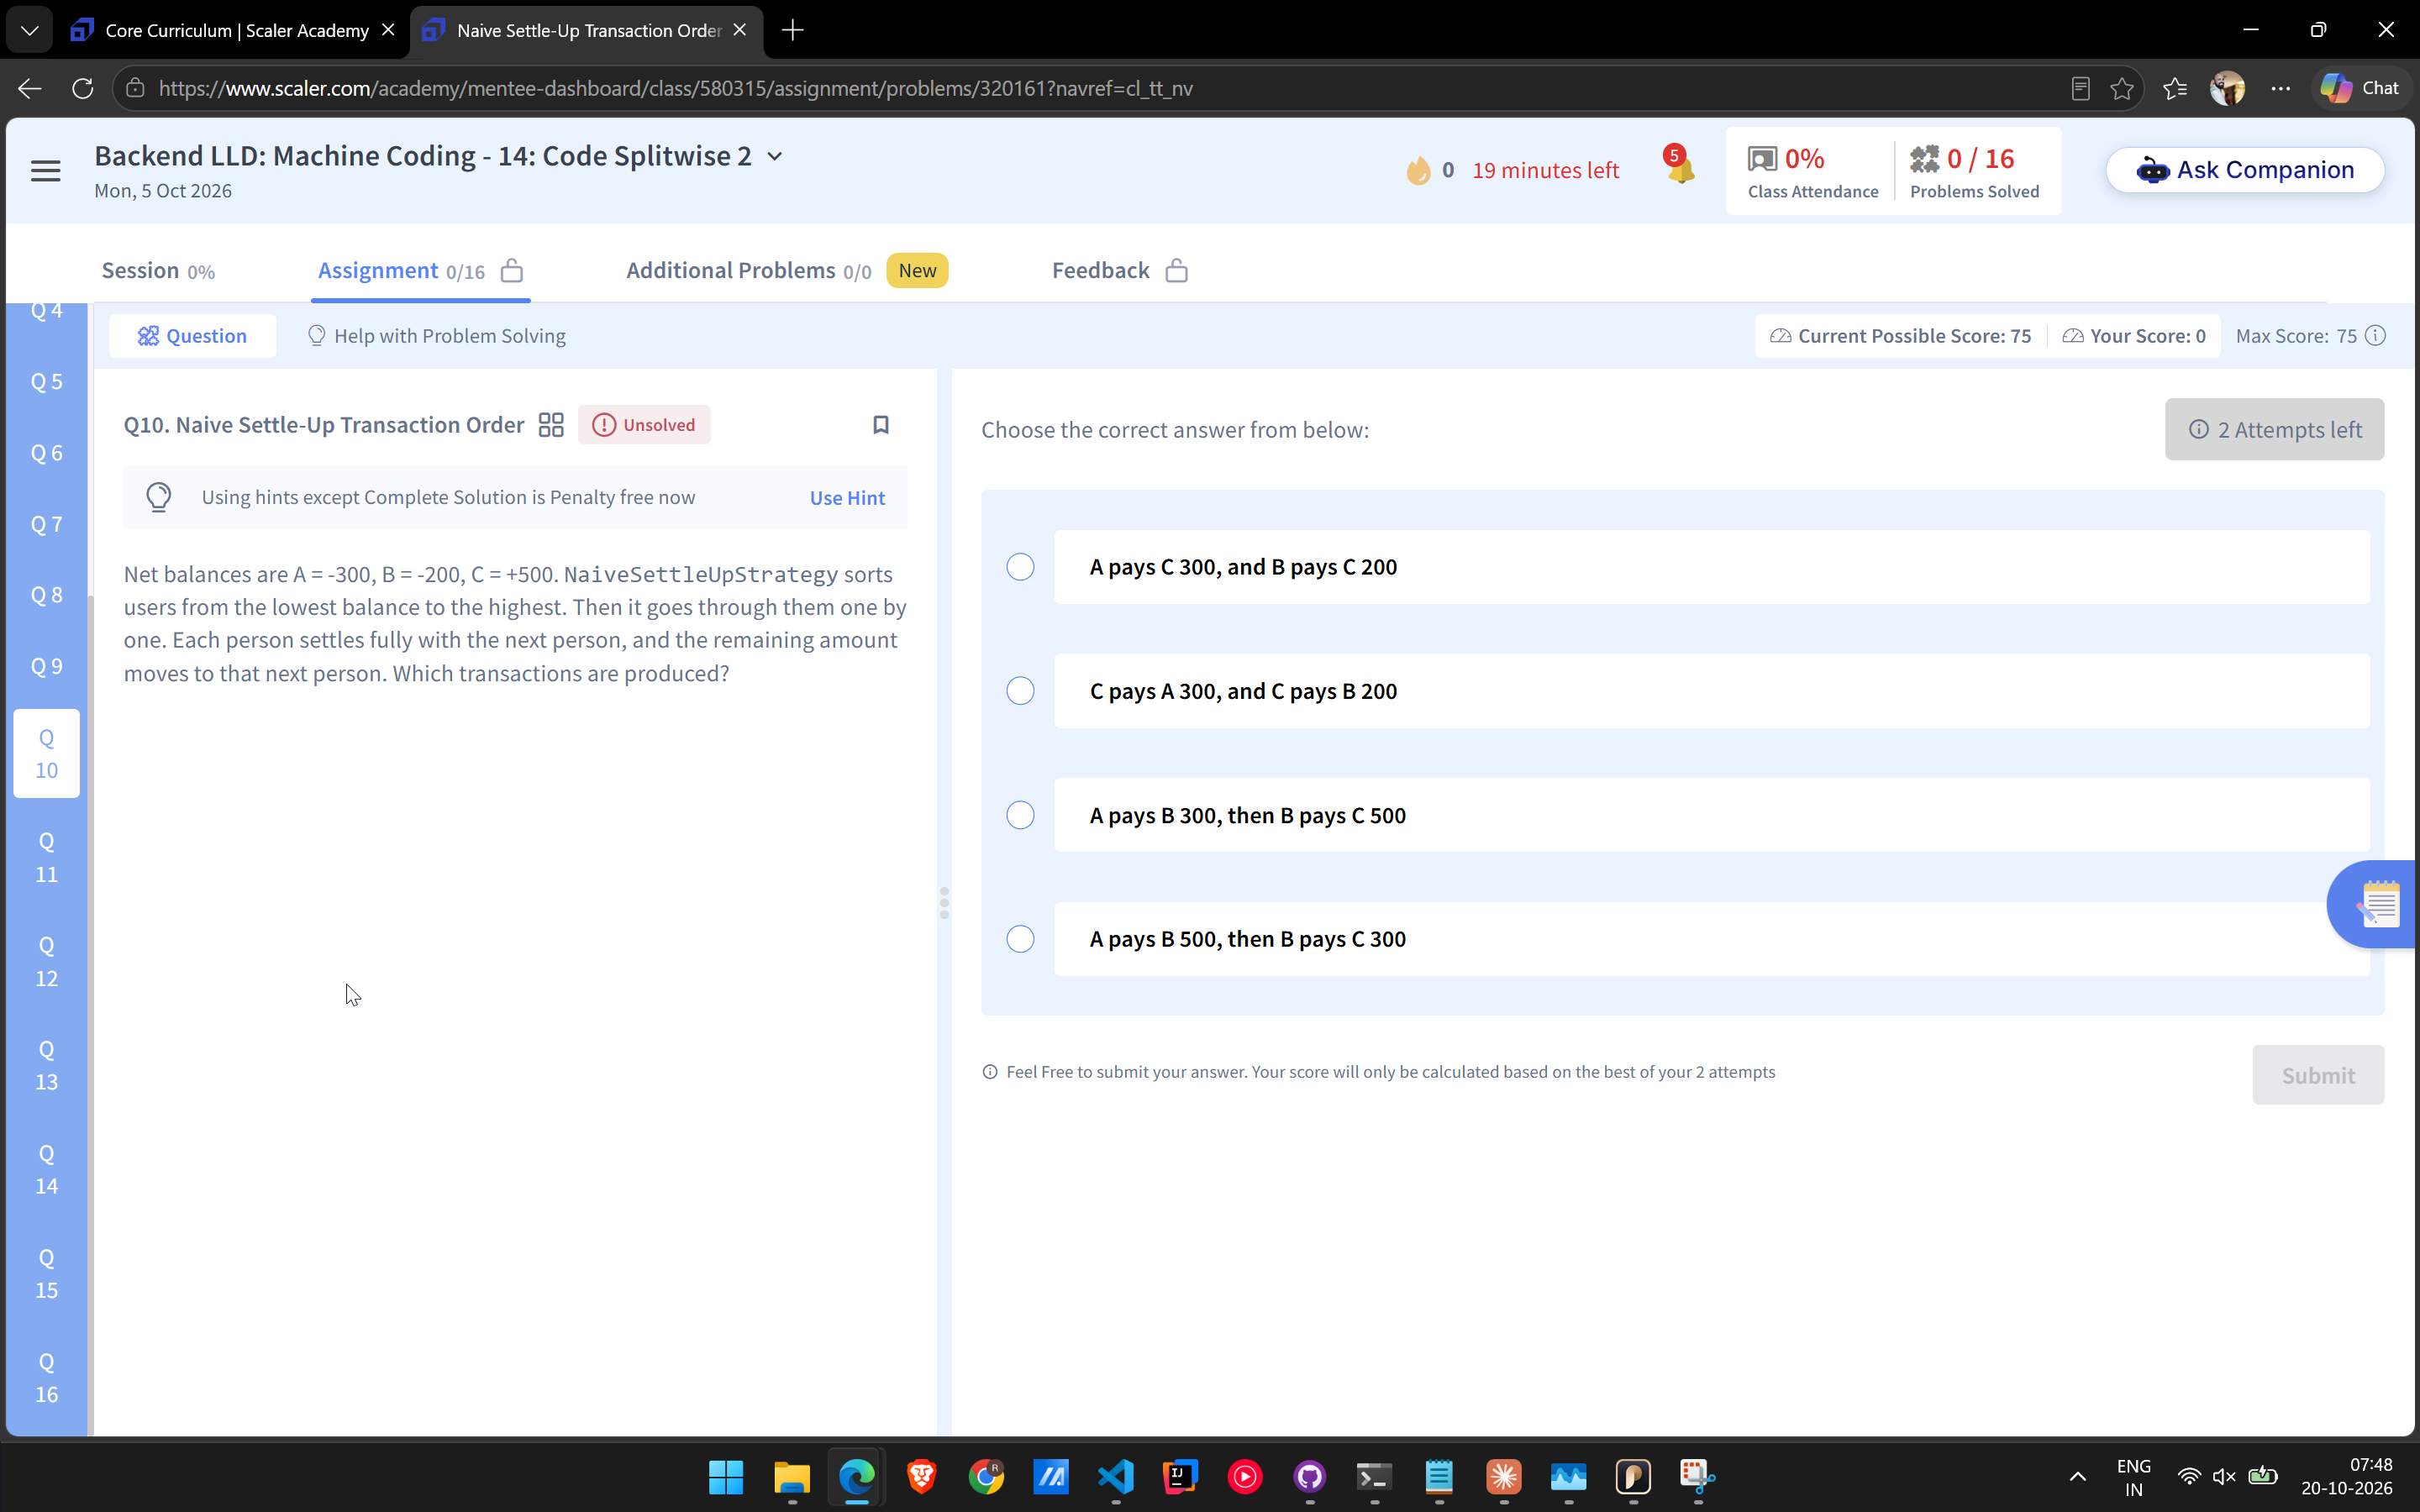 Core Curriculum | Scaler Academy
Naive Settle-Up Transaction Order
https://www.scaler.com/academy/mentee-dashboard/class/580315/assignment/problems/320161?navref=cl_tt_nv
Chat
Backend LLD: Machine Coding - 14: Code Splitwise 2
Mon, 5 Oct 2026
0
19 minutes left
5
0%
Class Attendance
0 / 16
Problems Solved
Ask Companion
Session 0%
Assignment 0/16
Additional Problems 0/0
New
Feedback
Q 4
Q 5
Q 6
Q 7
Q 8
Q 9
Q
10
Q
11
Q
12
Q
13
Q
14
Q
15
Q
16
Question
Help with Problem Solving
Current Possible Score: 75
Your Score: 0
Max Score: 75
Q10. Naive Settle-Up Transaction Order
Unsolved
Using hints except Complete Solution is Penalty free now
Use Hint
Net balances are A = -300, B = -200, C = +500. NaiveSettleUpStrategy sorts
users from the lowest balance to the highest. Then it goes through them one by
one. Each person settles fully with the next person, and the remaining amount
moves to that next person. Which transactions are produced?
Choose the correct answer from below:
2 Attempts left
A pays C 300, and B pays C 200
C pays A 300, and C pays B 200
A pays B 300, then B pays C 500
A pays B 500, then B pays C 300
Feel Free to submit your answer. Your score will only be calculated based on the best of your 2 attempts
Submit
R
IJ
ENG
IN
07:48
20-10-2026